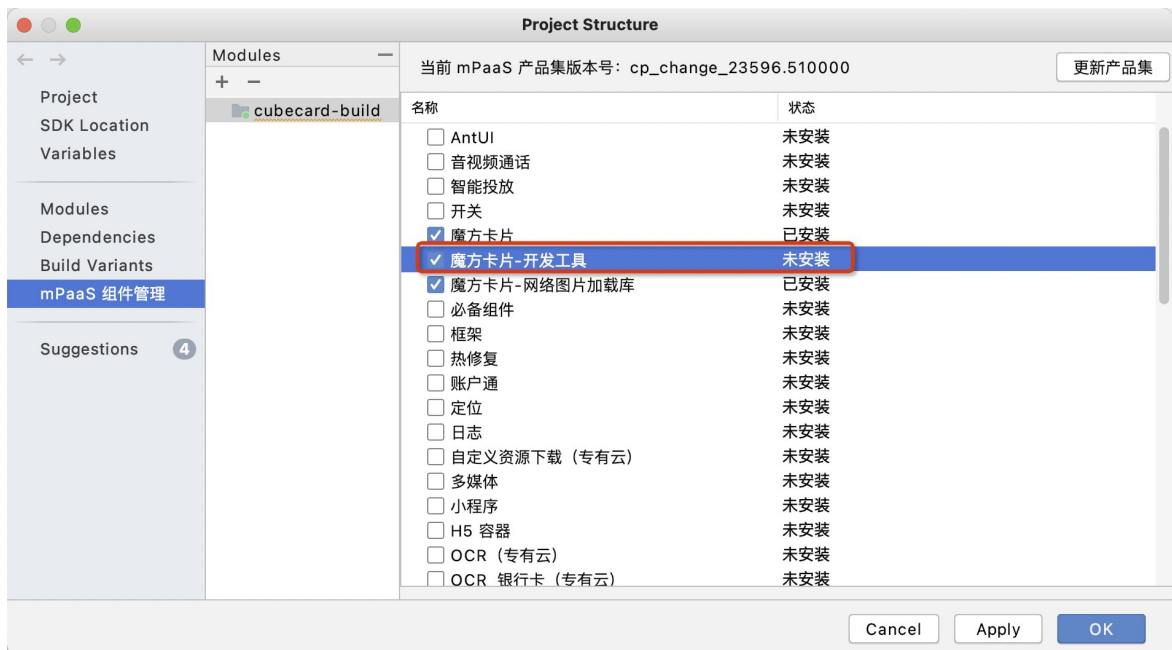 Project Structure
Project
SDK Location
Variables
Modules
Dependencies
Build Variants
mPaaS 组件管理
Suggestions 4
Modules
cubecard-build
当前 mPaaS 产品集版本号：cp_change_23596.510000 更新产品集
名称 状态
AntUI 未安装
音视频通话 未安装
智能投放 未安装
开关 未安装
魔方卡片 已安装
魔方卡片-开发工具 未安装
魔方卡片-网络图片加载库 已安装
必备组件 未安装
框架 未安装
热修复 未安装
账户通 未安装
定位 未安装
日志 未安装
自定义资源下载（专有云） 未安装
多媒体 未安装
小程序 未安装
H5 容器 未安装
OCR（专有云） 未安装
OCR 银行卡（专有云） 未安装
Cancel Apply OK